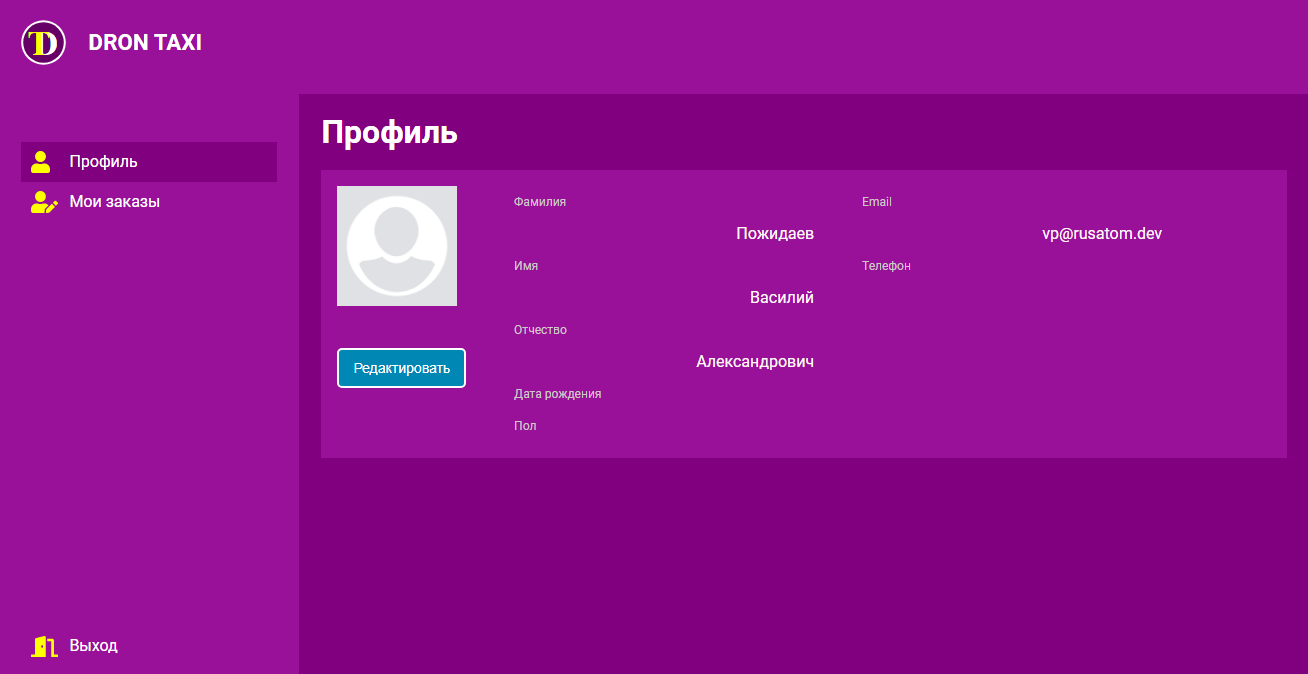 TD
DRON TAXI
Профиль
Мои заказы
Выход
Профиль
Редактировать
Фамилия
Пожидаев
Имя
Василий
Отчество
Александрович
Дата рождения
Пол
Email
vp@rusatom.dev
Телефон